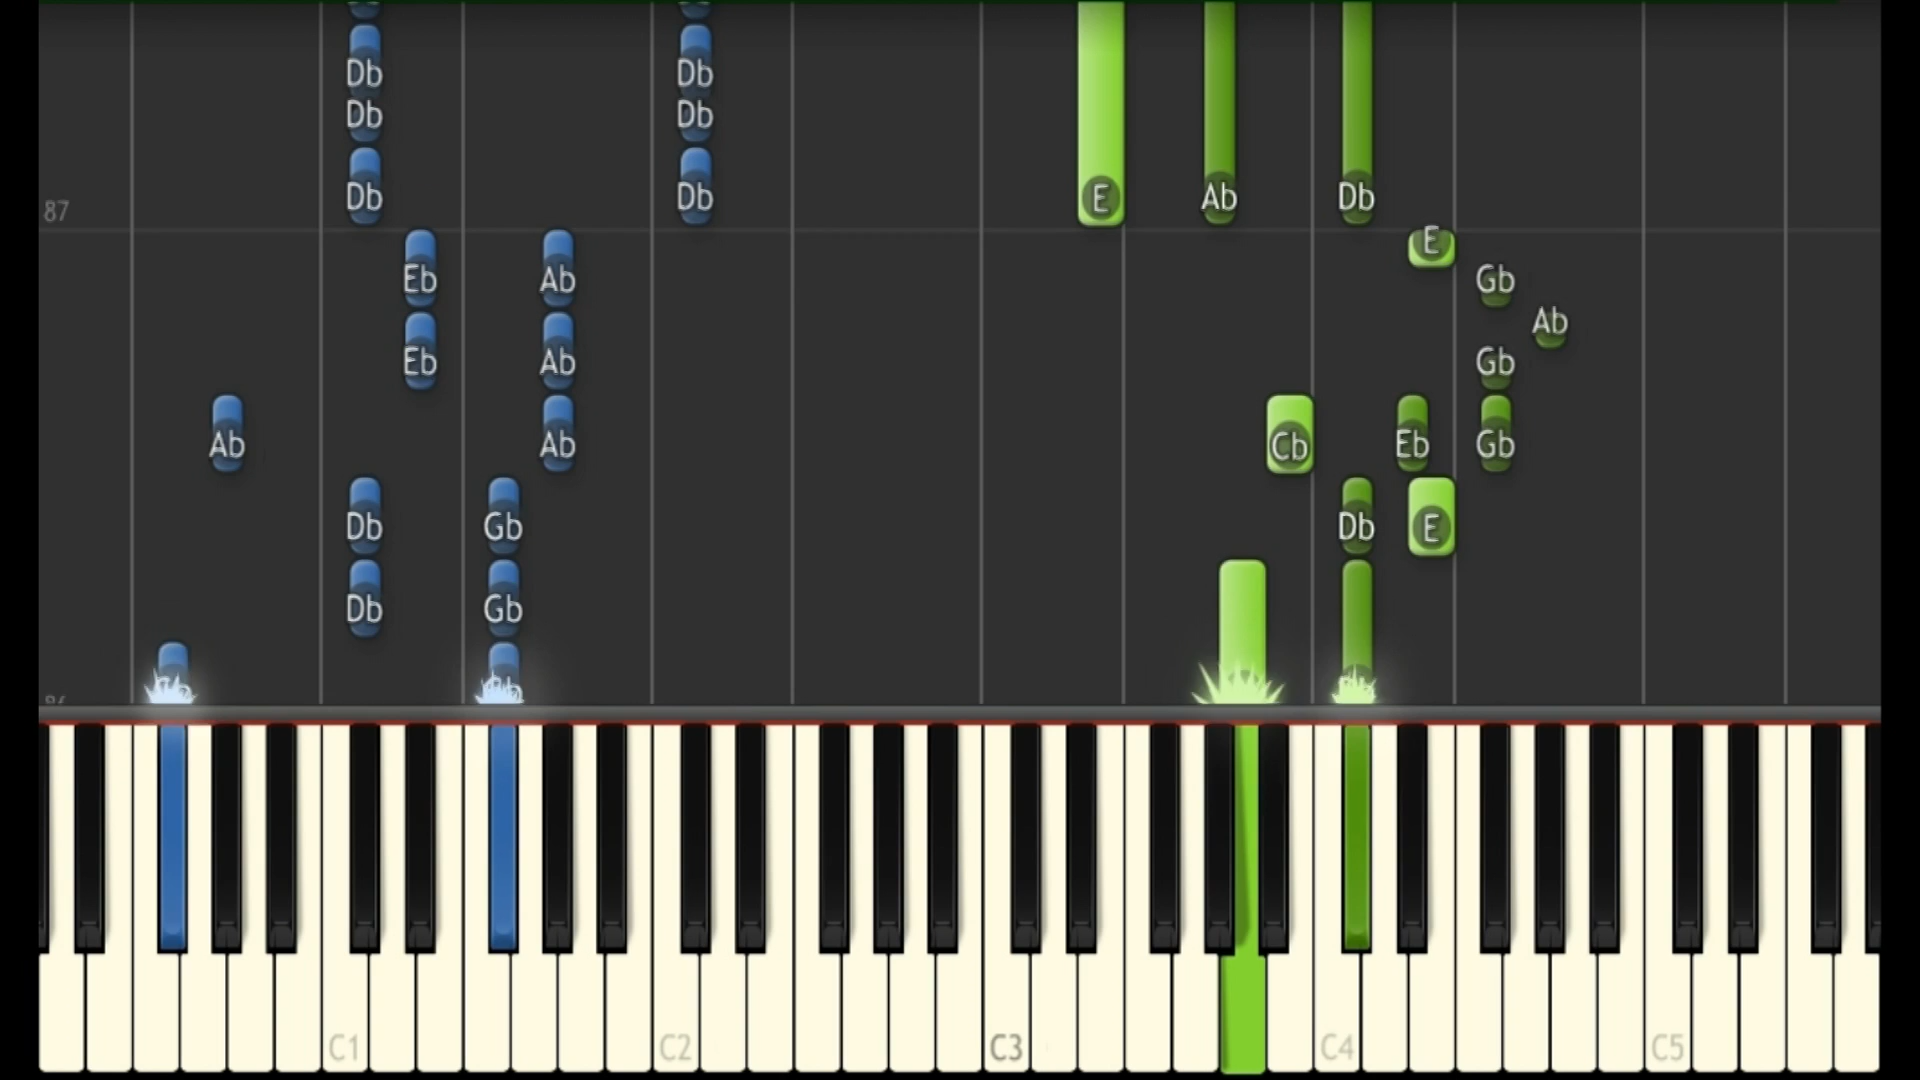 Db Db
Db Db
87 Db Db E Ab Db
E
Eb Ab Gb
Ab
Eb Ab Gb
Ab Ab Cb Eb Gb
Db Gb Db E
Db Gb
C1 C2 C3 C4 C5